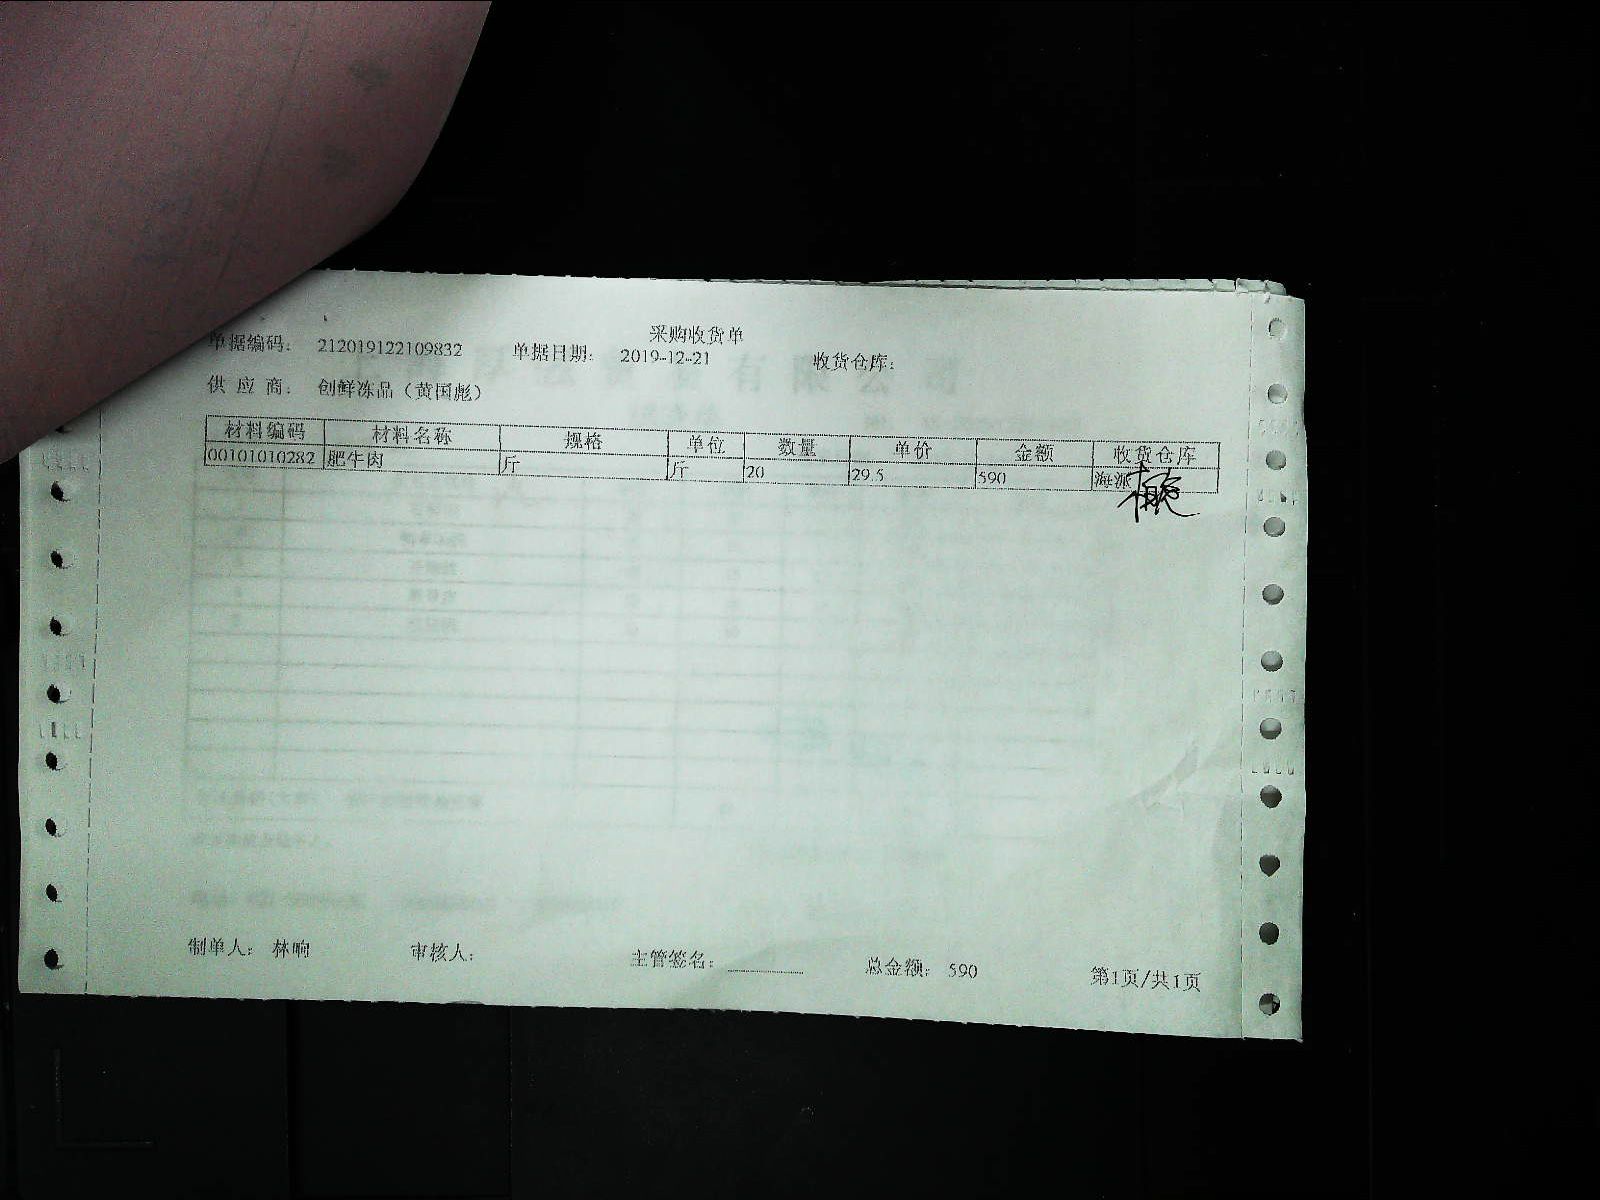 采购收货单
单据编码： 212019122109832 单据日期： 2019-12-21 收货仓库：
供应商： 创鲜冻品（黄国彪）
材料编码 材料名称 规格 单位 数量 单价 金额 收货仓库
00101010282 肥牛肉 斤 斤 20 29.5 590 海派
制单人： 林响 审核人： 主管签名： 总金额： 590 第1页/共1页